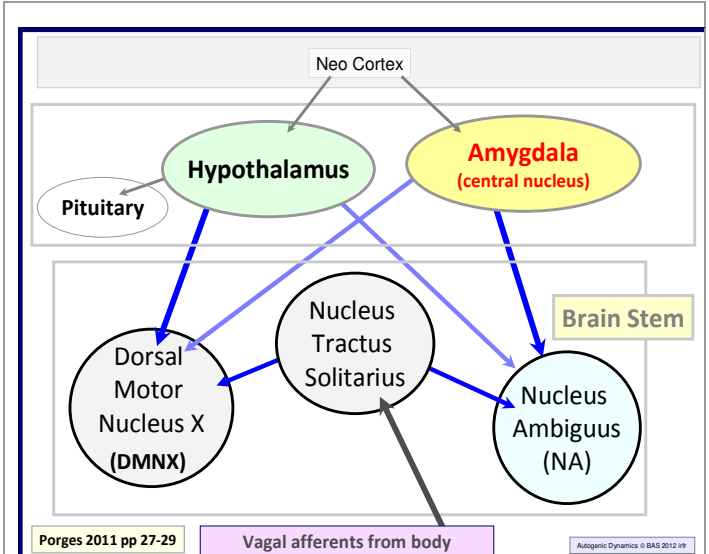 Neo Cortex
Hypothalamus
Amygdala
(central nucleus)
Pituitary
Nucleus
Tractus
Solitarius
Brain Stem
Dorsal
Motor
Nucleus X
(DMNX)
Nucleus
Ambiguus
(NA)
Porges 2011 pp 27-29
Vagal afferents from body
Autogenic Dynamics © BAS 2012 irfr